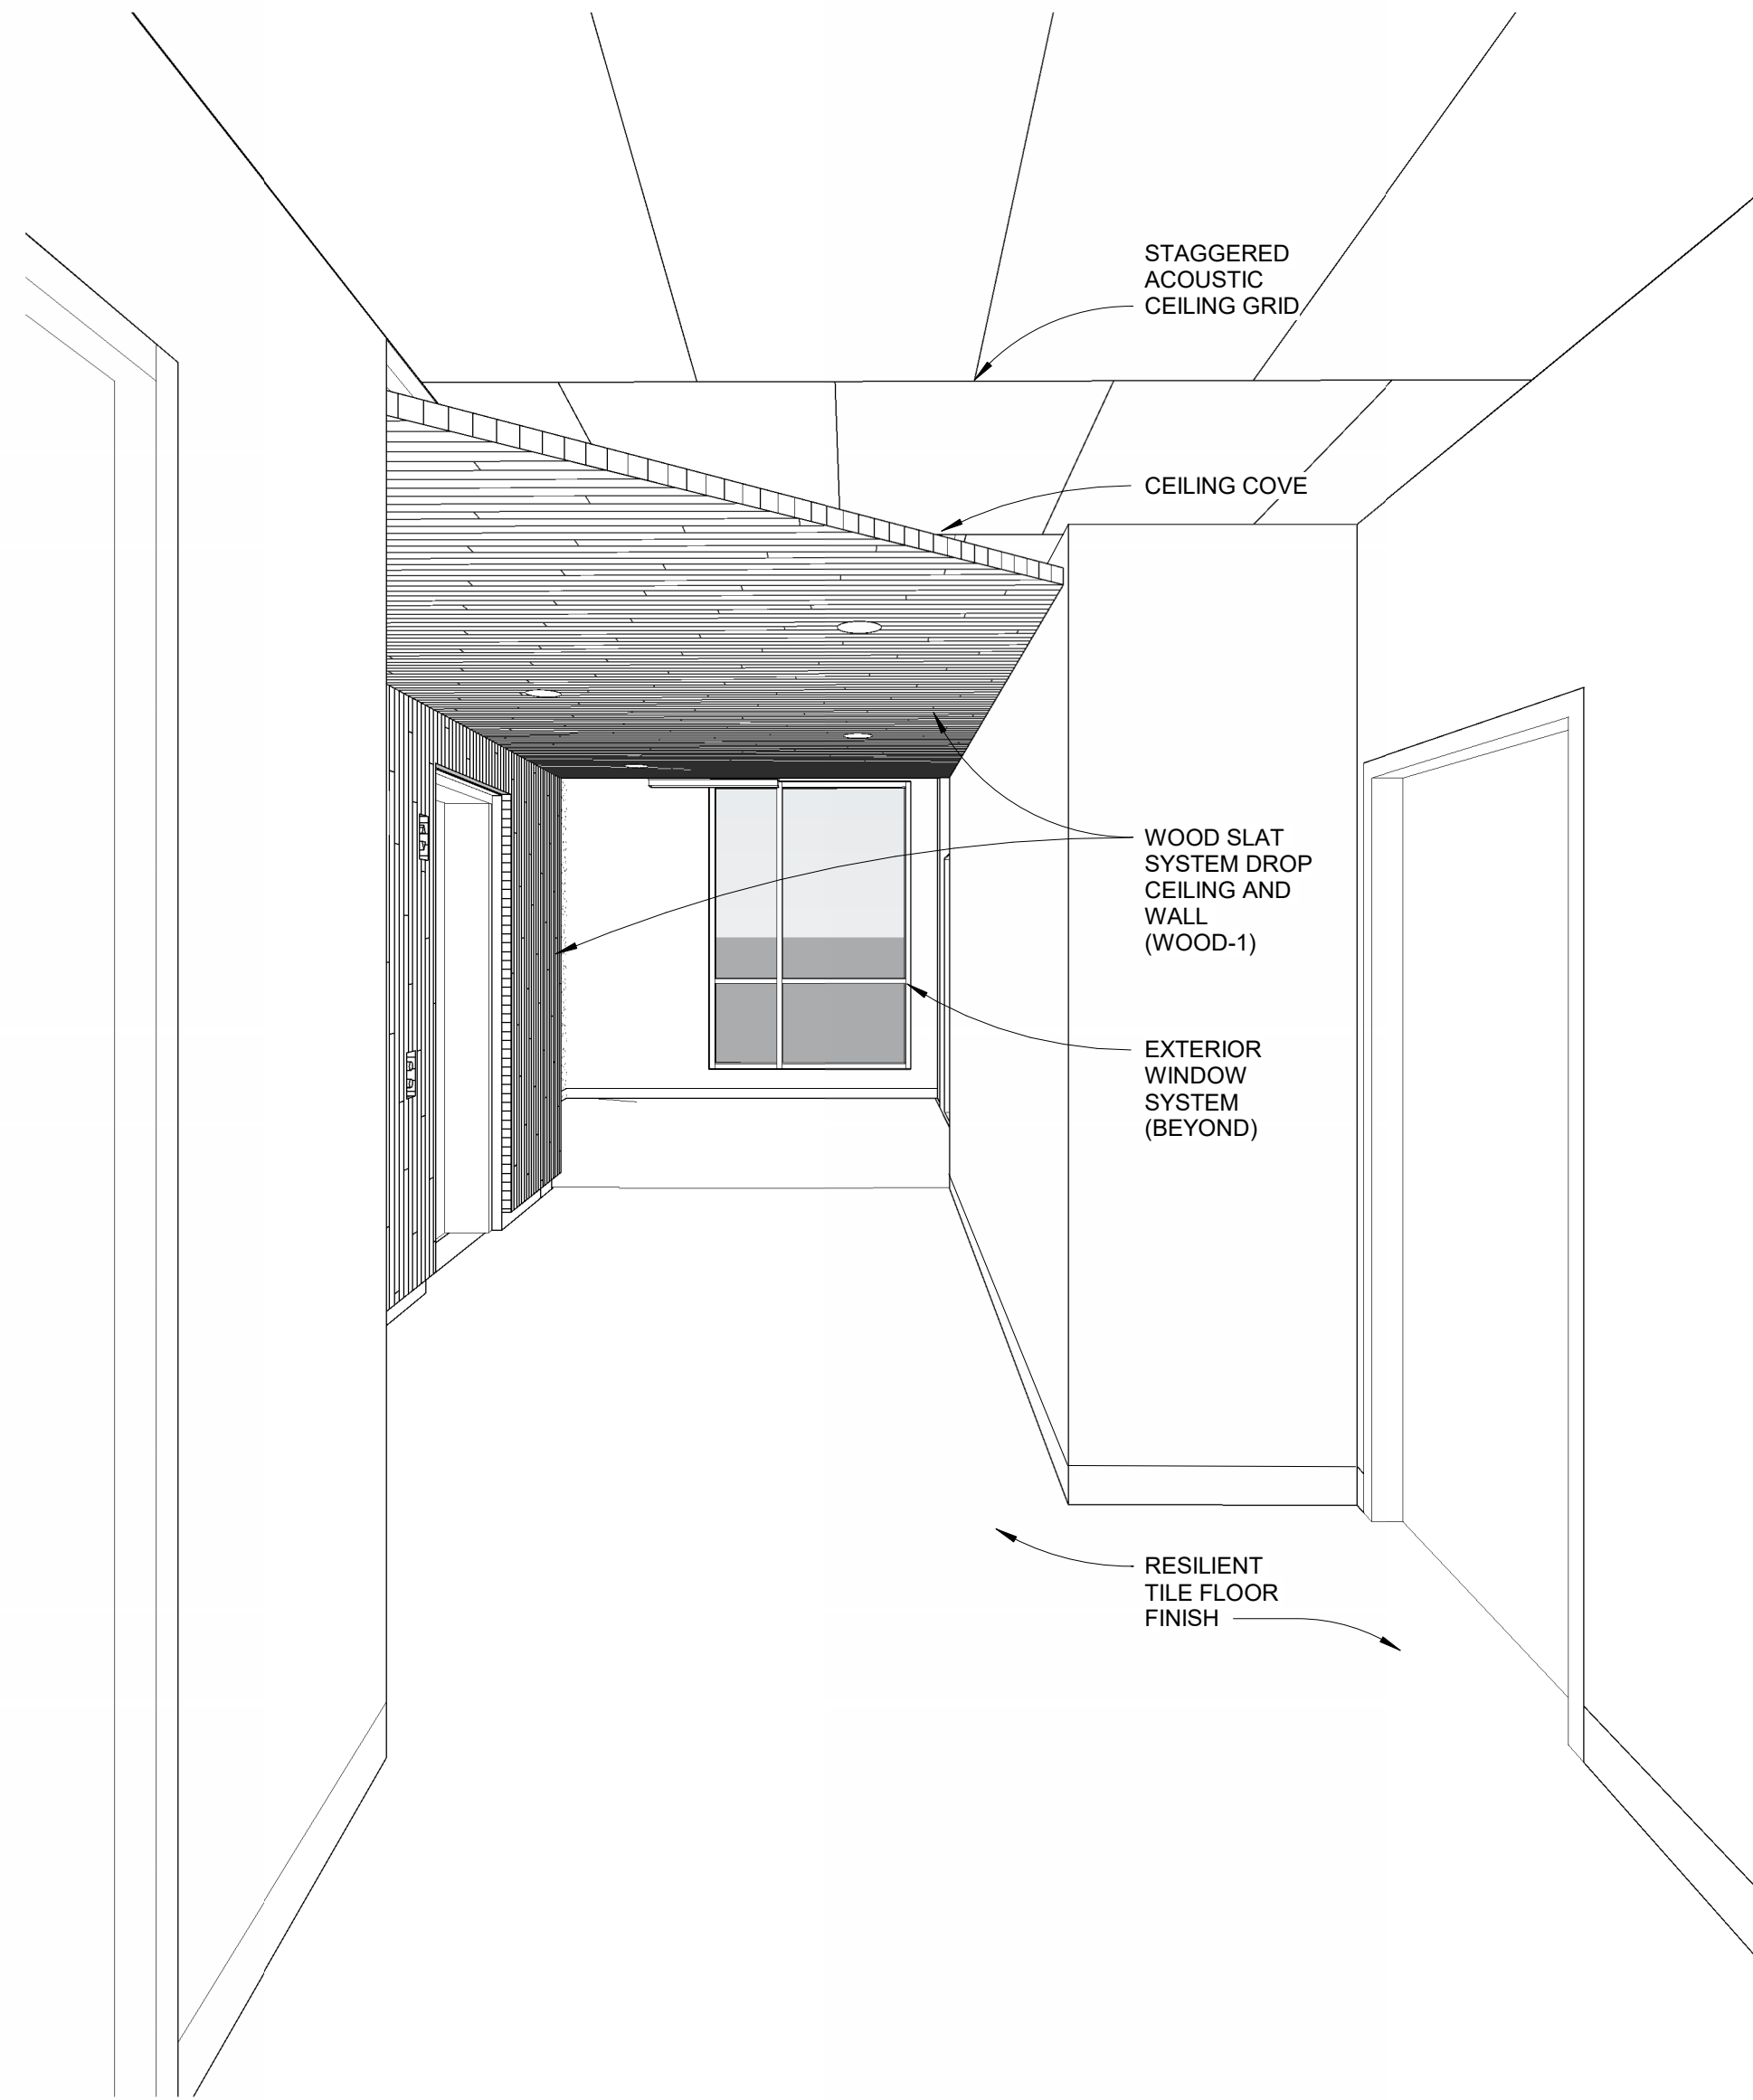 STAGGERED
ACOUSTIC
CEILING GRID
CEILING COVE
WOOD SLAT
SYSTEM DROP
CEILING AND
WALL
(WOOD-1)
EXTERIOR
WINDOW
SYSTEM
(BEYOND)
RESILIENT
TILE FLOOR
FINISH